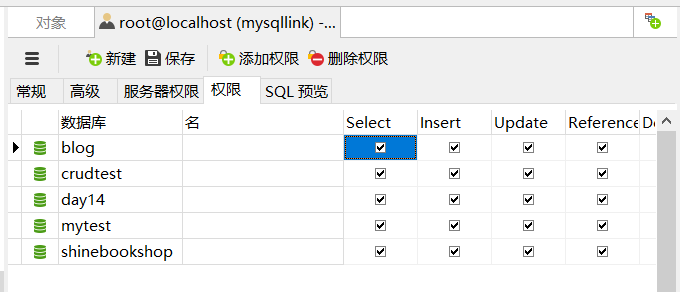 对象 root@localhost (mysqllink) -...
新建 保存 添加权限 删除权限
常规 高级 服务器权限 权限 SQL 预览
数据库 名 Select Insert Update Reference De
blog
crudtest
day14
mytest
shinebookshop